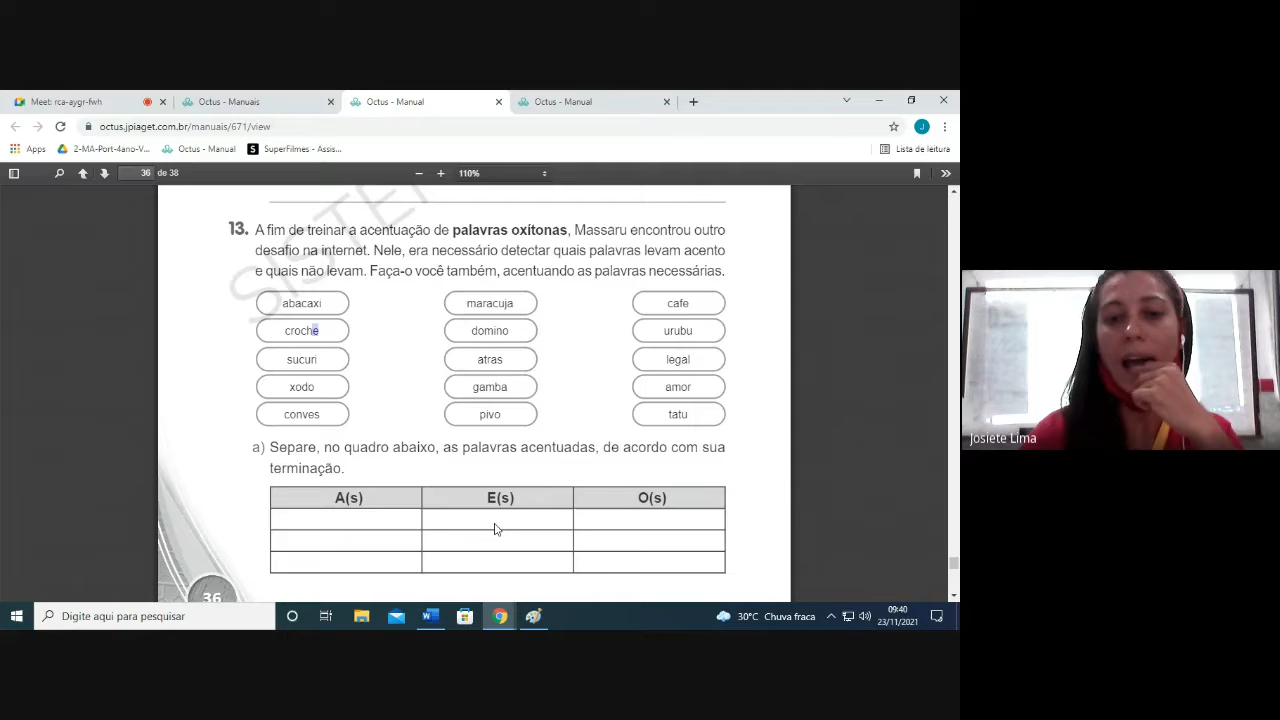 Meet: rca-aygr-fwh
Octus - Manuais
Octus - Manual
Octus - Manual
octus.jpiaget.com.br/manuais/671/view
J
Apps
2-MA-Port-4ano-V...
Octus - Manual
S
SuperFilmes - Assis...
Lista de leitura
36 de 38
110%
SISTE
13. A fim de treinar a acentuação de palavras oxítonas, Massaru encontrou outro
desafio na internet. Nele, era necessário detectar quais palavras levam acento
e quais não levam. Faça-o você também, acentuando as palavras necessárias.
abacaxi maracuja cafe
croche domino urubu
sucuri atras legal
xodo gamba amor
conves pivo tatu
a) Separe, no quadro abaixo, as palavras acentuadas, de acordo com sua
terminação.
A(s) E(s) O(s)
36
Josiete Lima
Digite aqui para pesquisar
30°C Chuva fraca
09:40
23/11/2021